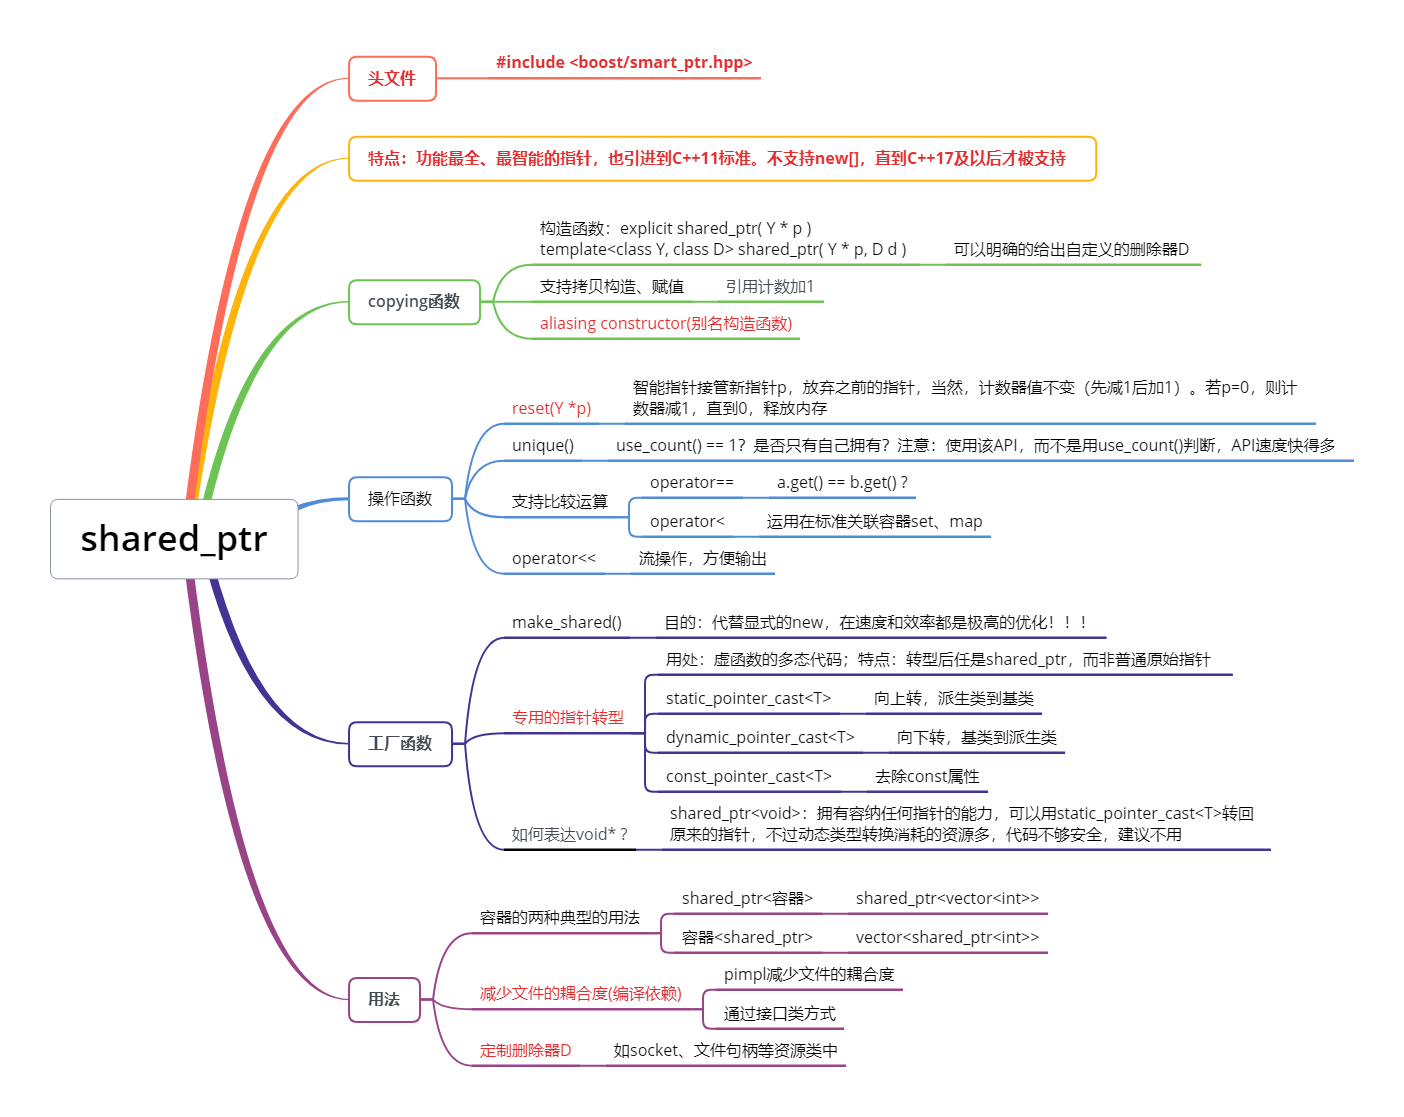 shared_ptr
头文件
#include <boost/smart_ptr.hpp>
特点：功能最全、最智能的指针，也引进到C++11标准。不支持new[]，直到C++17及以后才被支持
copying函数
构造函数：explicit shared_ptr( Y * p )
template<class Y, class D> shared_ptr( Y * p, D d )
可以明确的给出自定义的删除器D
支持拷贝构造、赋值
引用计数加1
aliasing constructor(别名构造函数)
操作函数
reset(Y *p)
智能指针接管新指针p，放弃之前的指针，当然，计数器值不变（先减1后加1）。若p=0，则计
数器减1，直到0，释放内存
unique()
use_count() == 1？是否只有自己拥有？注意：使用该API，而不是用use_count()判断，API速度快得多
支持比较运算
operator==
a.get() == b.get() ?
operator<
运用在标准关联容器set、map
operator<<
流操作，方便输出
工厂函数
make_shared()
目的：代替显式的new，在速度和效率都是极高的优化！！！
专用的指针转型
用处：虚函数的多态代码；特点：转型后任是shared_ptr，而非普通原始指针
static_pointer_cast<T>
向上转，派生类到基类
dynamic_pointer_cast<T>
向下转，基类到派生类
const_pointer_cast<T>
去除const属性
如何表达void* ?
shared_ptr<void>：拥有容纳任何指针的能力，可以用static_pointer_cast<T>转回
原来的指针，不过动态类型转换消耗的资源多，代码不够安全，建议不用
用法
容器的两种典型的用法
shared_ptr<容器>
shared_ptr<vector<int>>
容器<shared_ptr>
vector<shared_ptr<int>>
减少文件的耦合度(编译依赖)
pimpl减少文件的耦合度
通过接口类方式
定制删除器D
如socket、文件句柄等资源类中